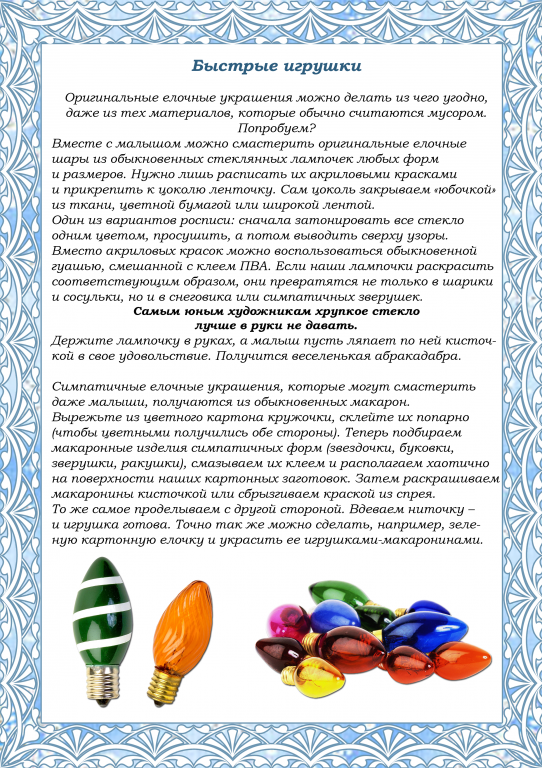 Быстрые игрушки
Оригинальные елочные украшения можно делать из чего угодно,
даже из тех материалов, которые обычно считаются мусором.
Попробуем?
Вместе с малышом можно смастерить оригинальные елочные
шары из обыкновенных стеклянных лампочек любых форм
и размеров. Нужно лишь расписать их акриловыми красками
и прикрепить к цоколю ленточку. Сам цоколь закрываем «юбочкой»
из ткани, цветной бумагой или широкой лентой.
Один из вариантов росписи: сначала затонировать все стекло
одним цветом, просушить, а потом выводить сверху узоры.
Вместо акриловых красок можно воспользоваться обыкновенной
гуашью, смешанной с клеем ПВА. Если наши лампочки раскрасить
соответствующим образом, они превратятся не только в шарики
и сосульки, но и в снеговика или симпатичных зверушек.
Самым юным художникам хрупкое стекло
лучше в руки не давать.
Держите лампочку в руках, а малыш пусть ляпает по ней кисточ-
кой в свое удовольствие. Получится веселенькая абракадабра.
Симпатичные елочные украшения, которые могут смастерить
даже малыши, получаются из обыкновенных макарон.
Вырежьте из цветного картона кружочки, склейте их попарно
(чтобы цветными получились обе стороны). Теперь подбираем
макаронные изделия симпатичных форм (звездочки, буковки,
зверушки, ракушки), смазываем их клеем и располагаем хаотично
на поверхности наших картонных заготовок. Затем раскрашиваем
макаронины кисточкой или сбрызгиваем краской из спрея.
То же самое проделываем с другой стороной. Вдеваем ниточку –
и игрушка готова. Точно так же можно сделать, например, зеле-
ную картонную елочку и украсить ее игрушками-макаронинами.